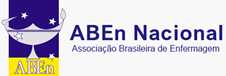 ABEn Nacional
Associação Brasileira de Enfermagem
ABEn